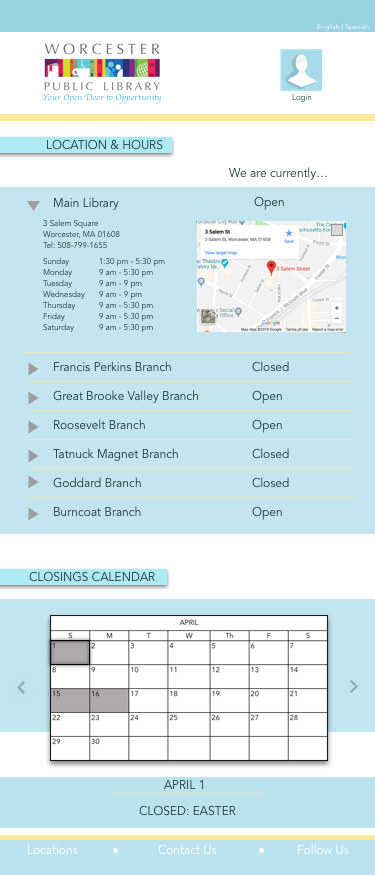 English | Spanish
WORCESTER
PUBLIC LIBRARY
Your Open Door to Opportunity
Login
LOCATION & HOURS
We are currently...
Main Library Open
3 Salem Square
Worcester, MA 01608
Tel: 508-799-1655
Sunday 1:30 pm - 5:30 pm
Monday 9 am - 5:30 pm
Tuesday 9 am - 9 pm
Wednesday 9 am - 9 pm
Thursday 9 am - 5:30 pm
Friday 9 am - 5:30 pm
Saturday 9 am - 5:30 pm
3 Salem St
3 Salem St, Worcester, MA 01608
Save
View larger map
3 Salem Street
Social
Office
Google
Map data ©2018 Google Terms of use Report a map error
Francis Perkins Branch Closed
Great Brooke Valley Branch Open
Roosevelt Branch Open
Tatnuck Magnet Branch Closed
Goddard Branch Closed
Burncoat Branch Open
CLOSINGS CALENDAR
APRIL
S M T W Th F S
1 2 3 4 5 6 7
8 9 10 11 12 13 14
15 16 17 18 19 20 21
22 23 24 25 26 27 28
29 30
APRIL 1
CLOSED: EASTER
Locations • Contact Us • Follow Us